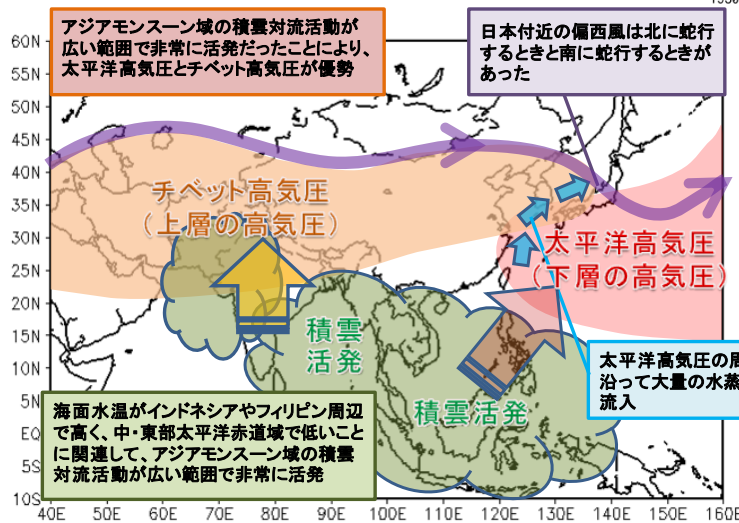 アジアモンスーン域の積雲対流活動が
広い範囲で非常に活発だったことにより、
太平洋高気圧とチベット高気圧が優勢
日本付近の偏西風は北に蛇行
するときと南に蛇行するときが
あった
チベット高気圧
（上層の高気圧）
太平洋高気圧
（下層の高気圧）
積雲
活発
積雲活発
太平洋高気圧の周
沿って大量の水蒸
流入
海面水温がインドネシアやフィリピン周辺
で高く、中・東部太平洋赤道域で低いこと
に関連して、アジアモンスーン域の積雲
対流活動が広い範囲で非常に活発
60N
55N
50N
45N
40N
35N
30N
25N
20N
15N
10N
5N
EQ
5S
10S
40E 50E 60E 70E 80E 90E 100E 110E 120E 130E 140E 150E 160E